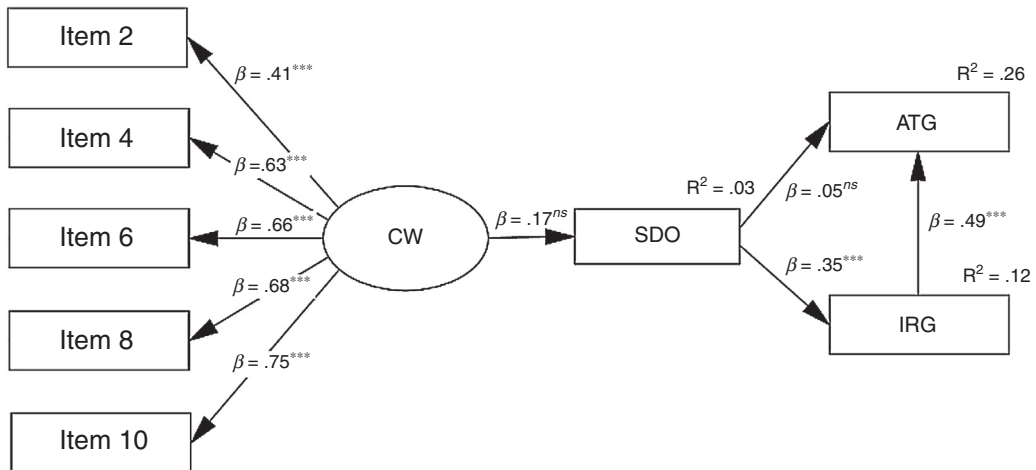 Item 2
Item 4
Item 6
Item 8
Item 10
β = .41***
β =.63***
β = .66***
β = .68***
β = .75***
CW
β = .17ns
R2 = .03
SDO
β = .05ns
β = .35***
R2 = .26
ATG
β = .49***
R2 = .12
IRG